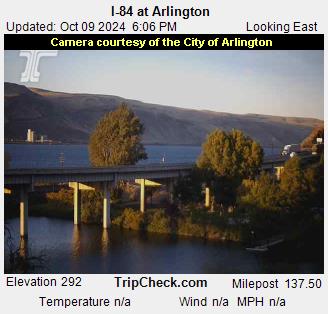 I-84 at Arlington
Updated: Oct 09 2024 6:06 PM Looking East
Camera courtesy of the City of Arlington
Elevation 292 TripCheck.com Milepost 137.50
Temperature n/a Wind n/a MPH n/a